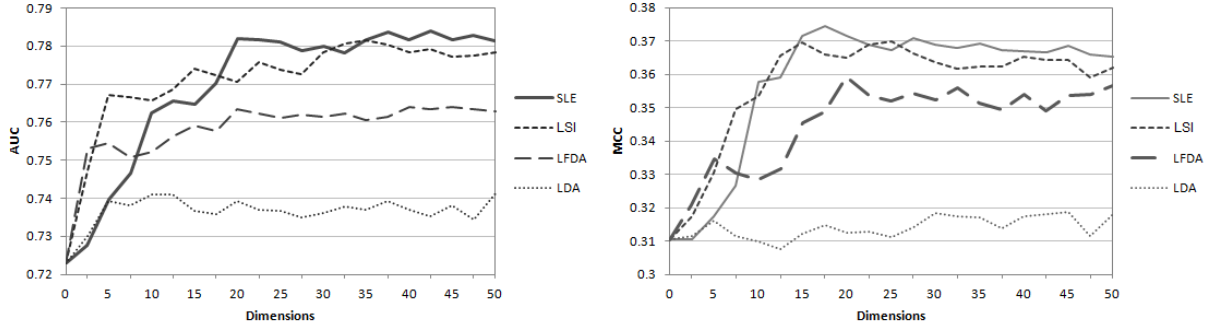 0.79
0.78
0.77
0.76
0.75
0.74
0.73
0.72
AUC
0 5 10 15 20 25 30 35 40 45 50
Dimensions
SLE
LSI
LFDA
LDA
0.38
0.37
0.36
0.35
0.34
0.33
0.32
0.31
0.3
MCC
0 5 10 15 20 25 30 35 40 45 50
Dimensions
SLE
LSI
LFDA
LDA